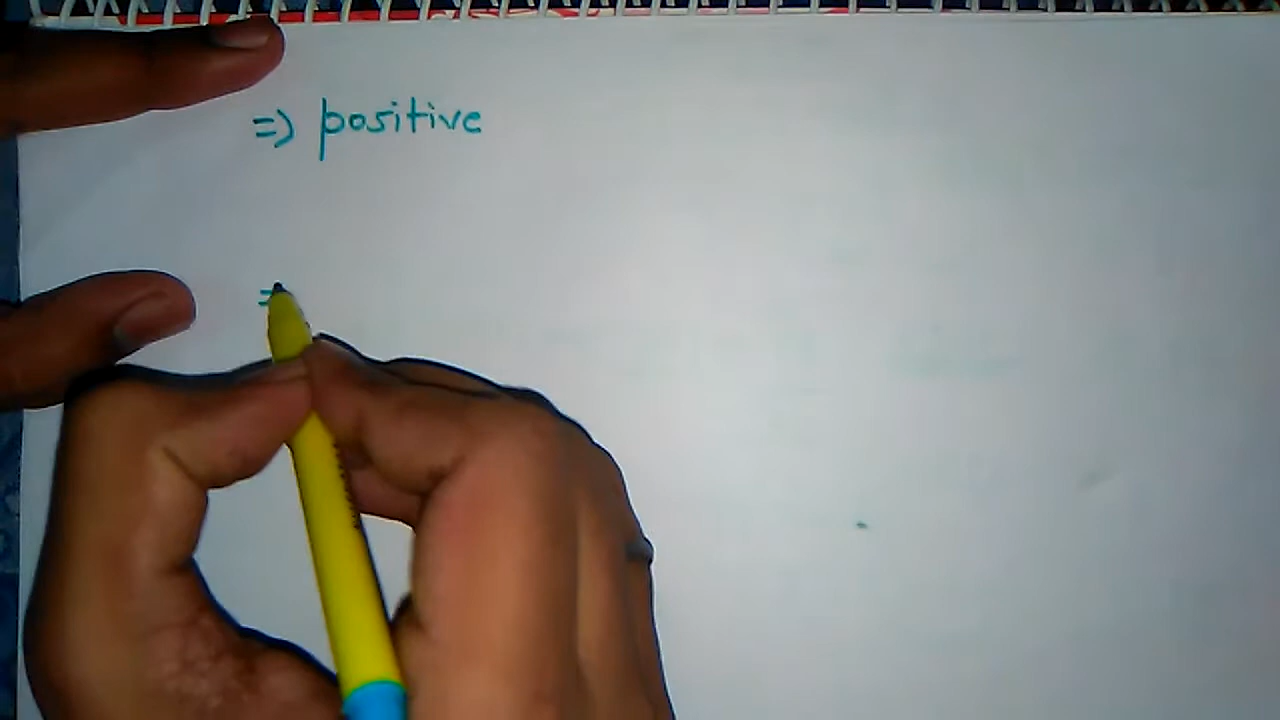 => positive
=